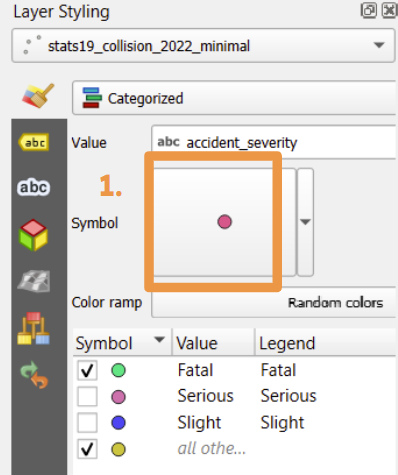 Layer Styling
stats19_collision_2022_minimal
Categorized
abc
Value abc accident_severity
abc
1.
Symbol
Color ramp Random colors
Symbol Value Legend
Fatal Fatal
Serious Serious
Slight Slight
all othe...